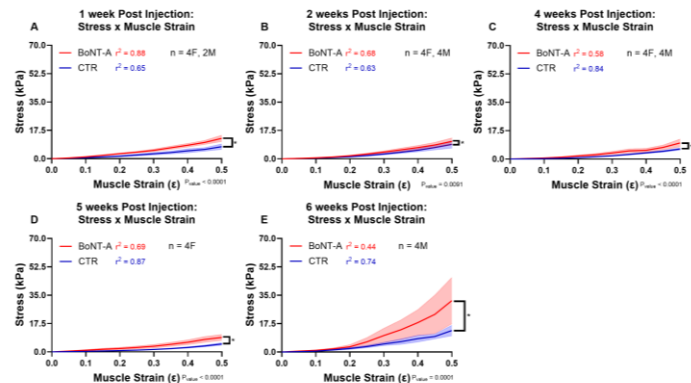 1 week Post Injection:
Stress x Muscle Strain
A
70.0
52.5
35.0
17.5
0.0
Stress (kPa)
BoNT-A r² = 0.88 n = 4F, 2M
CTR r² = 0.65
*
0.0 0.1 0.2 0.3 0.4 0.5
Muscle Strain (ε) Pvalue < 0.0001
2 weeks Post Injection:
Stress x Muscle Strain
B
70.0
52.5
35.0
17.5
0.0
Stress (kPa)
BoNT-A r² = 0.68 n = 4F, 4M
CTR r² = 0.63
*
0.0 0.1 0.2 0.3 0.4 0.5
Muscle Strain (ε)
4 weeks Post Injection:
Stress x Muscle Strain
C
70.0
52.5
35.0
17.5
0.0
Stress (kPa)
BoNT-A r² = 0.58 n = 4F, 4M
CTR r² = 0.84
0.0 0.1 0.2 0.3 0.4 0.5
Muscle Strain (ε) Pvalue < 0.0001
5 weeks Post Injection:
Stress x Muscle Strain
D
70.0
52.5
35.0
17.5
0.0
Stress (kPa)
BoNT-A r² = 0.69 n = 4F
CTR r² = 0.87
*
0.0 0.1 0.2 0.3 0.4 0.5
Muscle Strain (ε) Pvalue < 0.0001
6 weeks Post Injection:
Stress x Muscle Strain
E
70.0
52.5
35.0
17.5
0.0
Stress (kPa)
BoNT-A r² = 0.44 n = 4M
CTR r² = 0.74
*
0.0 0.1 0.2 0.3 0.4 0.5
Muscle Strain (ε) Pvalue = 0.0001